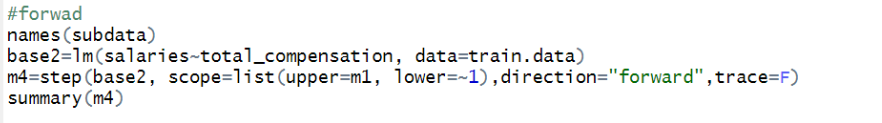 #forwad
names(subdata)
base2=lm(salaries~total_compensation, data=train.data)
m4=step(base2, scope=list(upper=m1, lower=~1),direction="forward",trace=F)
summary(m4)